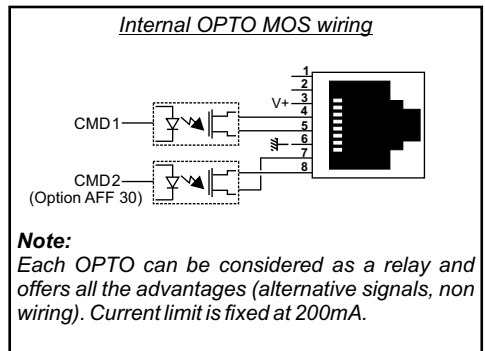 Internal OPTO MOS wiring
1
2
V+ 3
4
CMD1
5
6
7
CMD2
8
(Option AFF 30)
Note:
Each OPTO can be considered as a relay and
offers all the advantages (alternative signals, non
wiring). Current limit is fixed at 200mA.